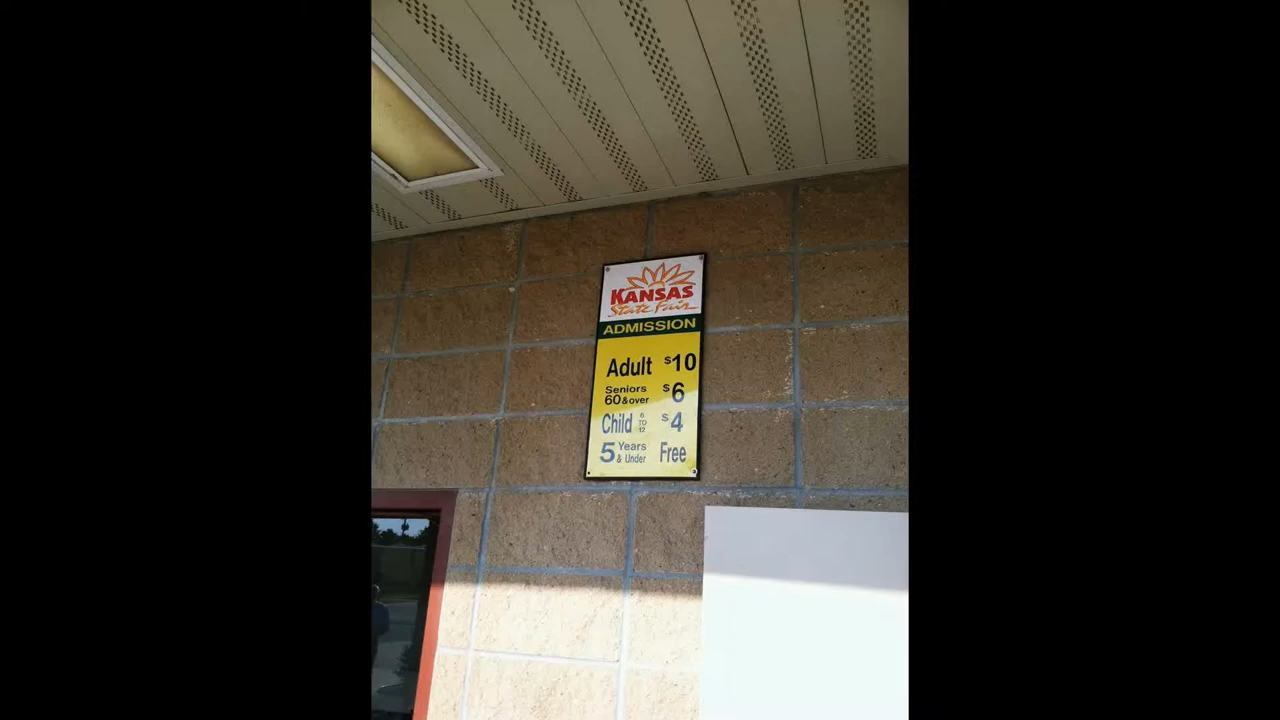 KANSAS
State Fair
ADMISSION
Adult $10
Seniors
60 & over $6
Child 6 TO 12 $4
5 Years & Under Free